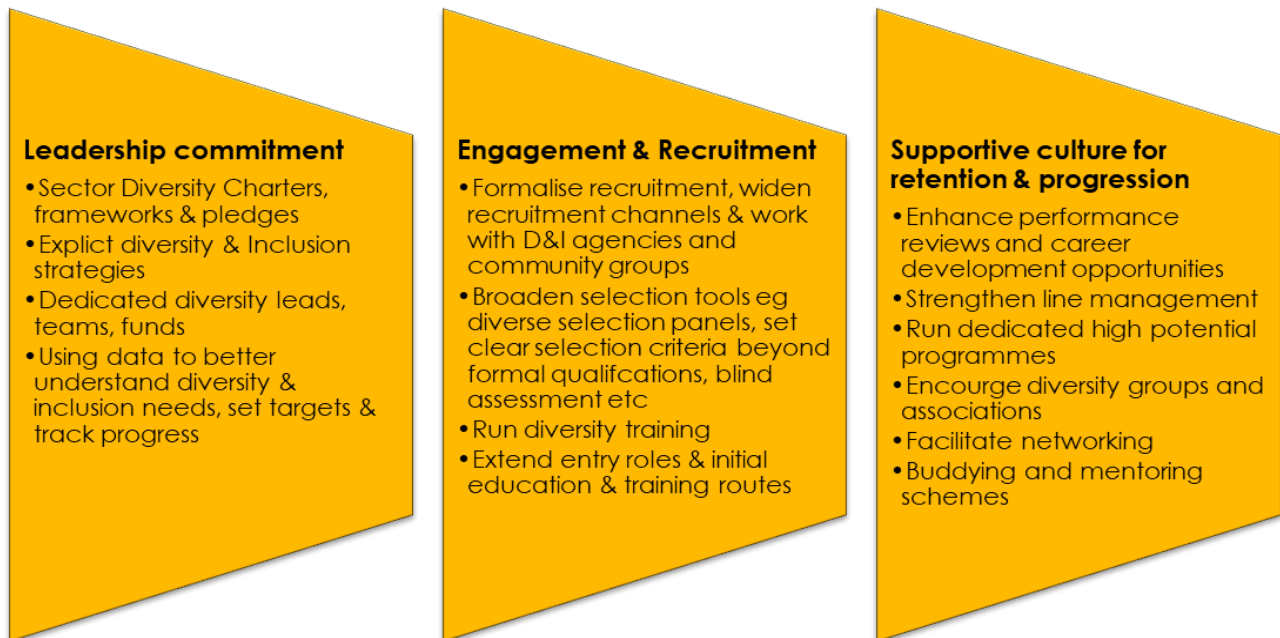 Leadership commitment
•Sector Diversity Charters,
frameworks & pledges
•Explict diversity & Inclusion
strategies
•Dedicated diversity leads,
teams, funds
•Using data to better
understand diversity &
inclusion needs, set targets &
track progress
Engagement & Recruitment
•Formalise recruitment, widen
recruitment channels & work
with D&I agencies and
community groups
•Broaden selection tools eg
diverse selection panels, set
clear selection criteria beyond
formal qualifcations, blind
assessment etc
•Run diversity training
•Extend entry roles & initial
education & training routes
Supportive culture for
retention & progression
•Enhance performance
reviews and career
development opportunities
•Strengthen line management
•Run dedicated high potential
programmes
•Encourge diversity groups and
associations
•Facilitate networking
•Buddying and mentoring
schemes